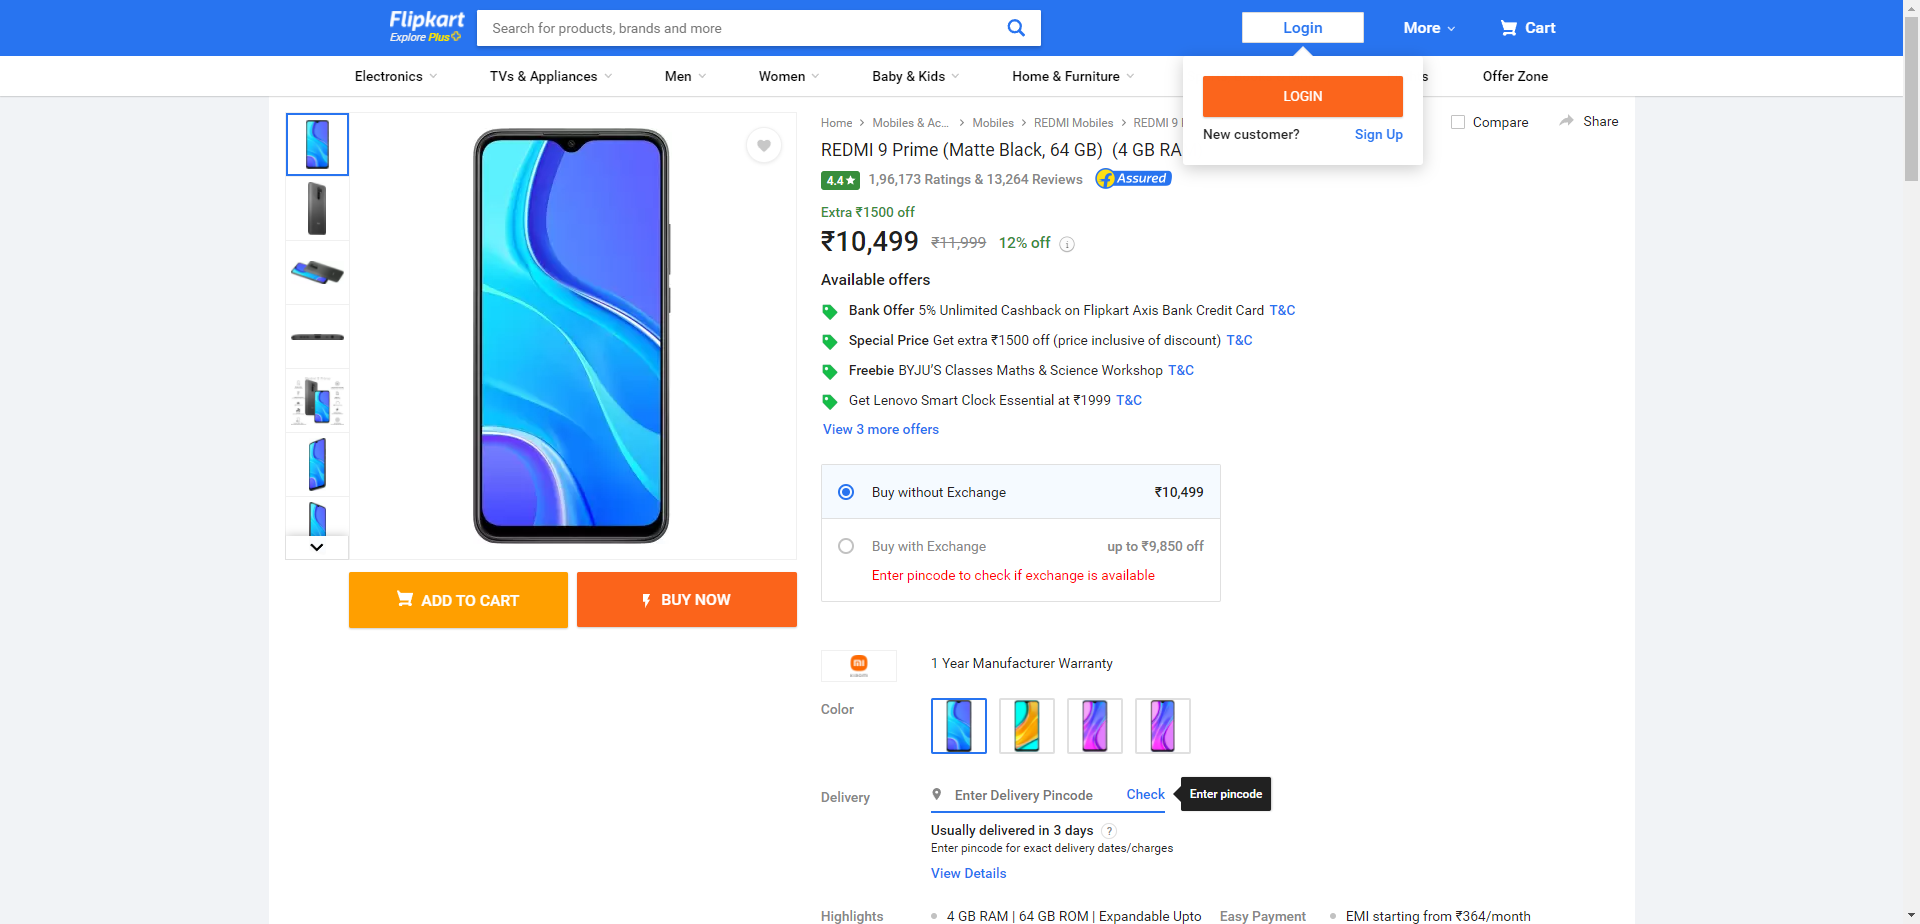 Flipkart
Explore Plus
Search for products, brands and more
Login
More
Cart
Electronics
TVs & Appliances
Men
Women
Baby & Kids
Home & Furniture
s
Offer Zone
LOGIN
New customer? Sign Up
Home
Mobiles & Ac...
Mobiles
REDMI Mobiles
REDMI 9
Compare
Share
REDMI 9 Prime (Matte Black, 64 GB) (4 GB RA
4.4★ 1,96,173 Ratings & 13,264 Reviews Assured
Extra ₹1500 off
₹10,499 ₹11,999 12% off i
Available offers
Bank Offer 5% Unlimited Cashback on Flipkart Axis Bank Credit Card T&C
Special Price Get extra ₹1500 off (price inclusive of discount) T&C
Freebie BYJU'S Classes Maths & Science Workshop T&C
Get Lenovo Smart Clock Essential at ₹1999 T&C
View 3 more offers
Buy without Exchange ₹10,499
Buy with Exchange up to ₹9,850 off
Enter pincode to check if exchange is available
ADD TO CART
BUY NOW
mi
1 Year Manufacturer Warranty
Color
Delivery
Enter Delivery Pincode Check
Enter pincode
Usually delivered in 3 days ?
Enter pincode for exact delivery dates/charges
View Details
Highlights
4 GB RAM | 64 GB ROM | Expandable Upto
Easy Payment
EMI starting from ₹364/month